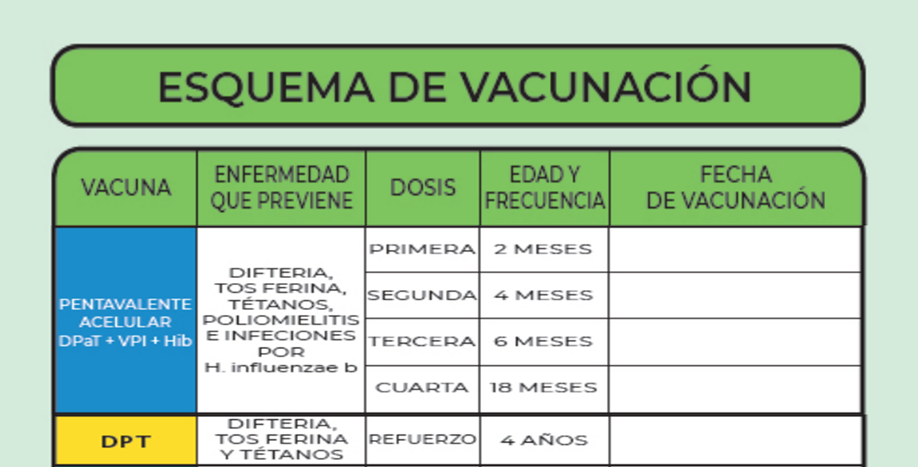 ESQUEMA DE VACUNACIÓN
VACUNA
ENFERMEDAD
QUE PREVIENE
DOSIS
EDAD Y
FRECUENCIA
FECHA
DE VACUNACIÓN
PENTAVALENTE
ACELULAR
DPaT + VPI + Hib
DIFTERIA,
TOS FERINA,
TÉTANOS,
POLIOMIELITIS
E INFECIONES
POR
H. influenzae b
PRIMERA
2 MESES
SEGUNDA
4 MESES
TERCERA
6 MESES
CUARTA
18 MESES
DPT
DIFTERIA,
TOS FERINA
Y TÉTANOS
REFUERZO
4 AÑOS